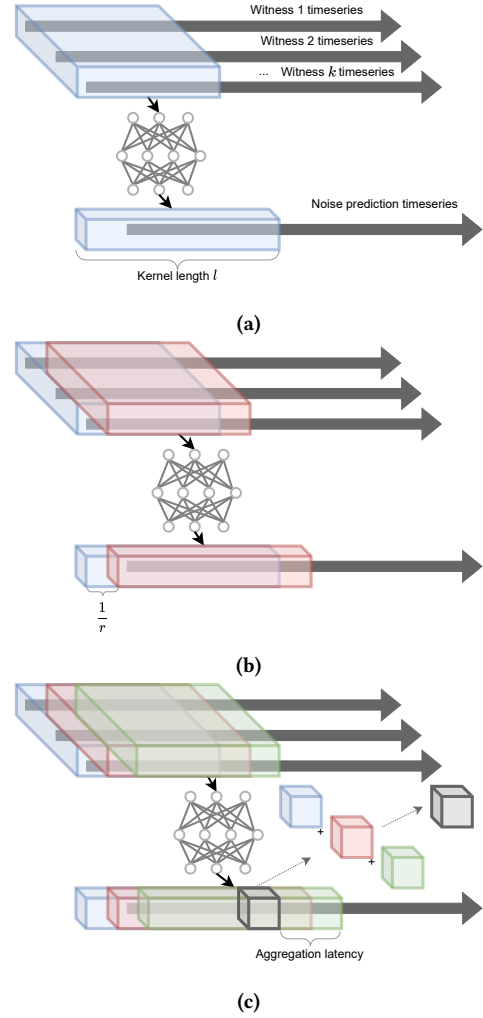 Witness 1 timeseries
Witness 2 timeseries
... Witness k timeseries
Noise prediction timeseries
Kernel length l
(a)
1
r
(b)
+
+
Aggregation latency
(c)